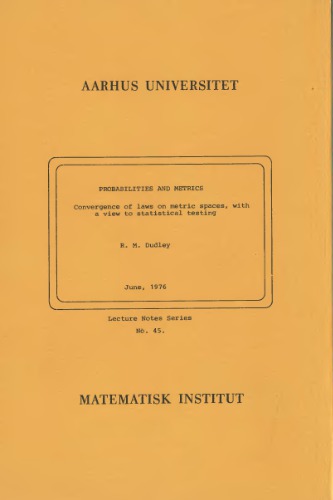 AARHUS UNIVERSITET
PROBABILITIES AND METRICS
Convergence of laws on metric spaces, with
a view to statistical testing
R. M. Dudley
June, 1976
Lecture Notes Series
No. 45.
MATEMATISK INSTITUT